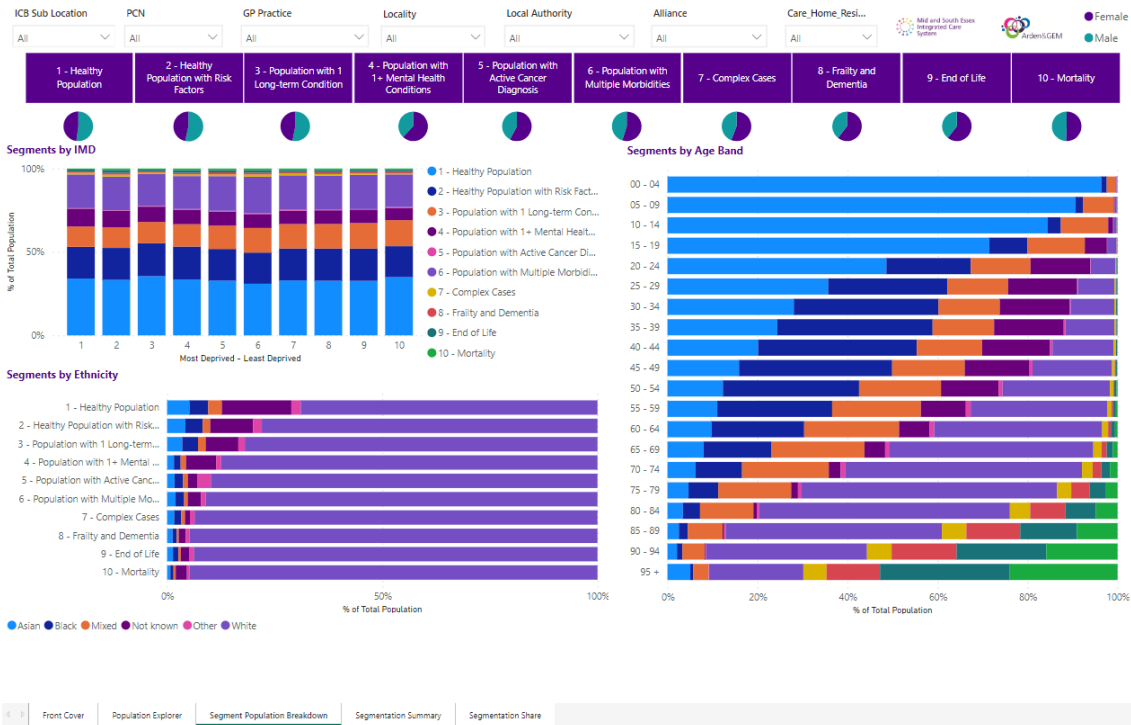 ICB Sub Location
PCN
GP Practice
Locality
Local Authority
Alliance
Care_Home_Resi...
All
All
All
All
All
All
All
Mid and South Essex
Integrated Care
System
Arden&GEM
Female
Male
1 - Healthy
Population
2 - Healthy
Population with Risk
Factors
3 - Population with 1
Long-term Condition
4 - Population with
1+ Mental Health
Conditions
5 - Population with
Active Cancer
Diagnosis
6 - Population with
Multiple Morbidities
7 - Complex Cases
8 - Frailty and
Dementia
9 - End of Life
10 - Mortality
Segments by IMD
100%
50%
0%
% of Total Population
1 2 3 4 5 6 7 8 9 10
Most Deprived - Least Deprived
1 - Healthy Population
2 - Healthy Population with Risk Fact...
3 - Population with 1 Long-term Con...
4 - Population with 1+ Mental Healt...
5 - Population with Active Cancer Di...
6 - Population with Multiple Morbidi...
7 - Complex Cases
8 - Frailty and Dementia
9 - End of Life
10 - Mortality
Segments by Ethnicity
1 - Healthy Population
2 - Healthy Population with Risk...
3 - Population with 1 Long-term...
4 - Population with 1+ Mental ...
5 - Population with Active Canc...
6 - Population with Multiple Mo...
7 - Complex Cases
8 - Frailty and Dementia
9 - End of Life
10 - Mortality
0% 50% 100%
% of Total Population
Asian Black Mixed Not known Other White
Segments by Age Band
00 - 04
05 - 09
10 - 14
15 - 19
20 - 24
25 - 29
30 - 34
35 - 39
40 - 44
45 - 49
50 - 54
55 - 59
60 - 64
65 - 69
70 - 74
75 - 79
80 - 84
85 - 89
90 - 94
95 +
0% 20% 40% 60% 80% 100%
% of Total Population
Front Cover
Population Explorer
Segment Population Breakdown
Segmentation Summary
Segmentation Share